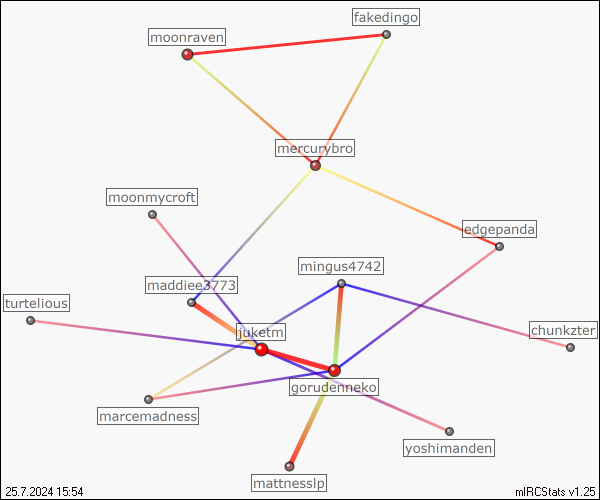 fakedingo
moonraven
mercurybro
moonmycroft
edgepanda
mingus4742
maddiee3773
turtelious
juketm
chunkzter
gorudenneko
marcemadness
yoshimanden
mattnesslp
25.7.2024 15:54
mIRCStats v1.25